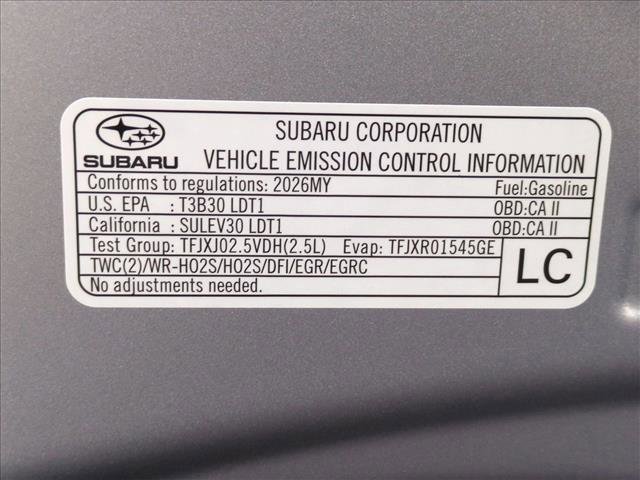 SUBARU
SUBARU CORPORATION
VEHICLE EMISSION CONTROL INFORMATION
Conforms to regulations: 2026MY Fuel:Gasoline
U.S. EPA : T3B30 LDT1 OBD:CA II
California : SULEV30 LDT1 OBD:CA II
Test Group: TFJXJ02.5VDH(2.5L) Evap: TFJXR01545GE
TWC(2)/WR-HO2S/HO2S/DFI/EGR/EGRC
No adjustments needed.
LC